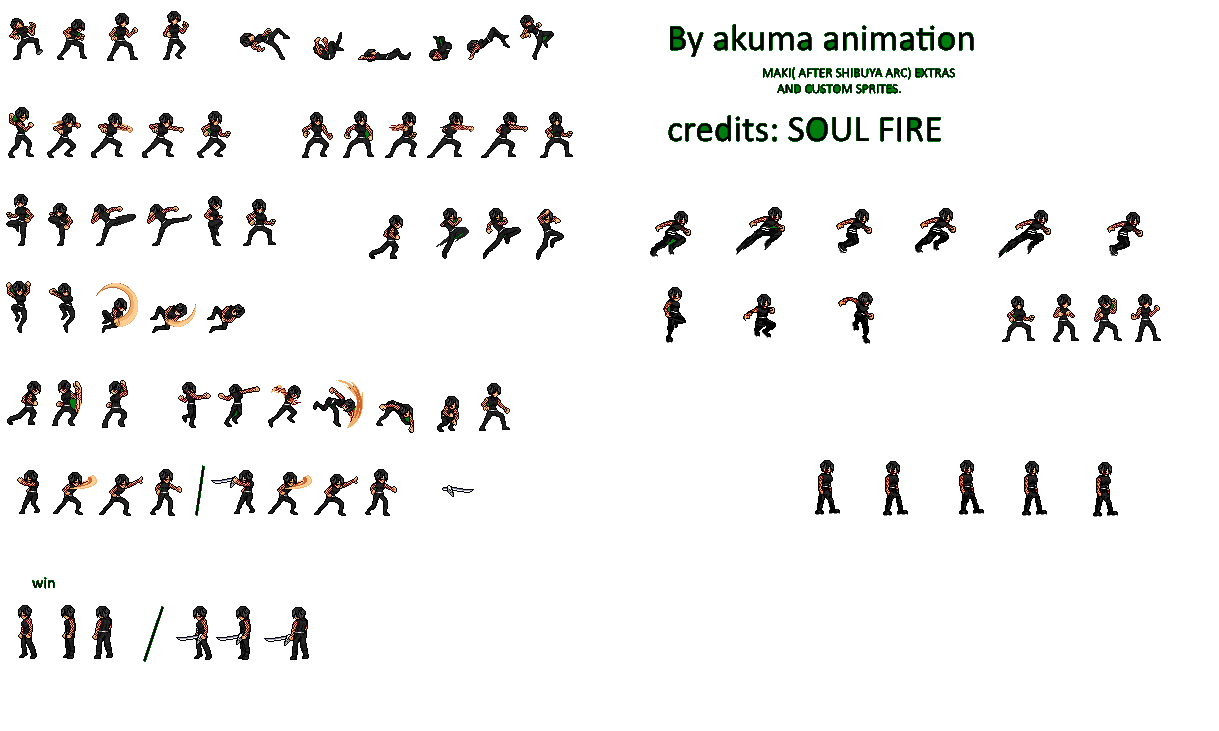 By akuma animation
MAKI( AFTER SHIBUYA ARC) EXTRAS
AND CUSTOM SPRITES.
credits: SOUL FIRE
win